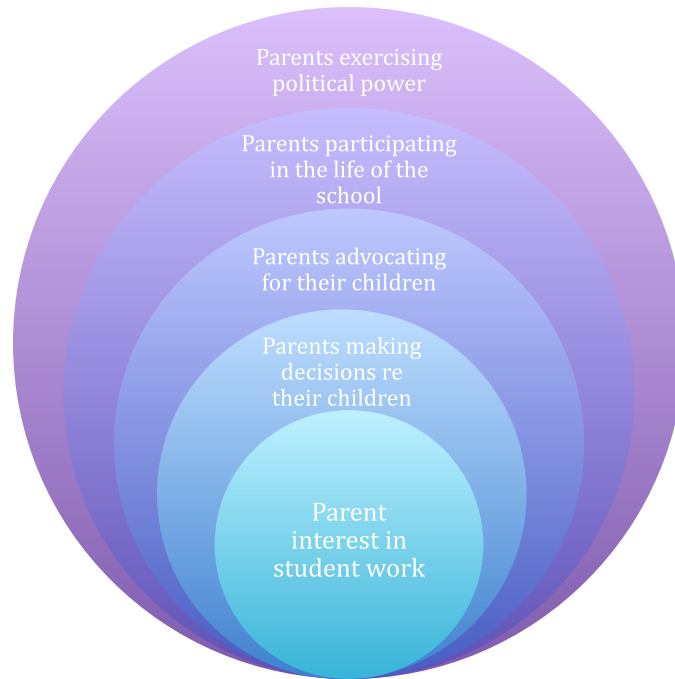 Parents exercising
political power
Parents participating
in the life of the
school
Parents advocating
for their children
Parents making
decisions re
their children
Parent
interest in
student work